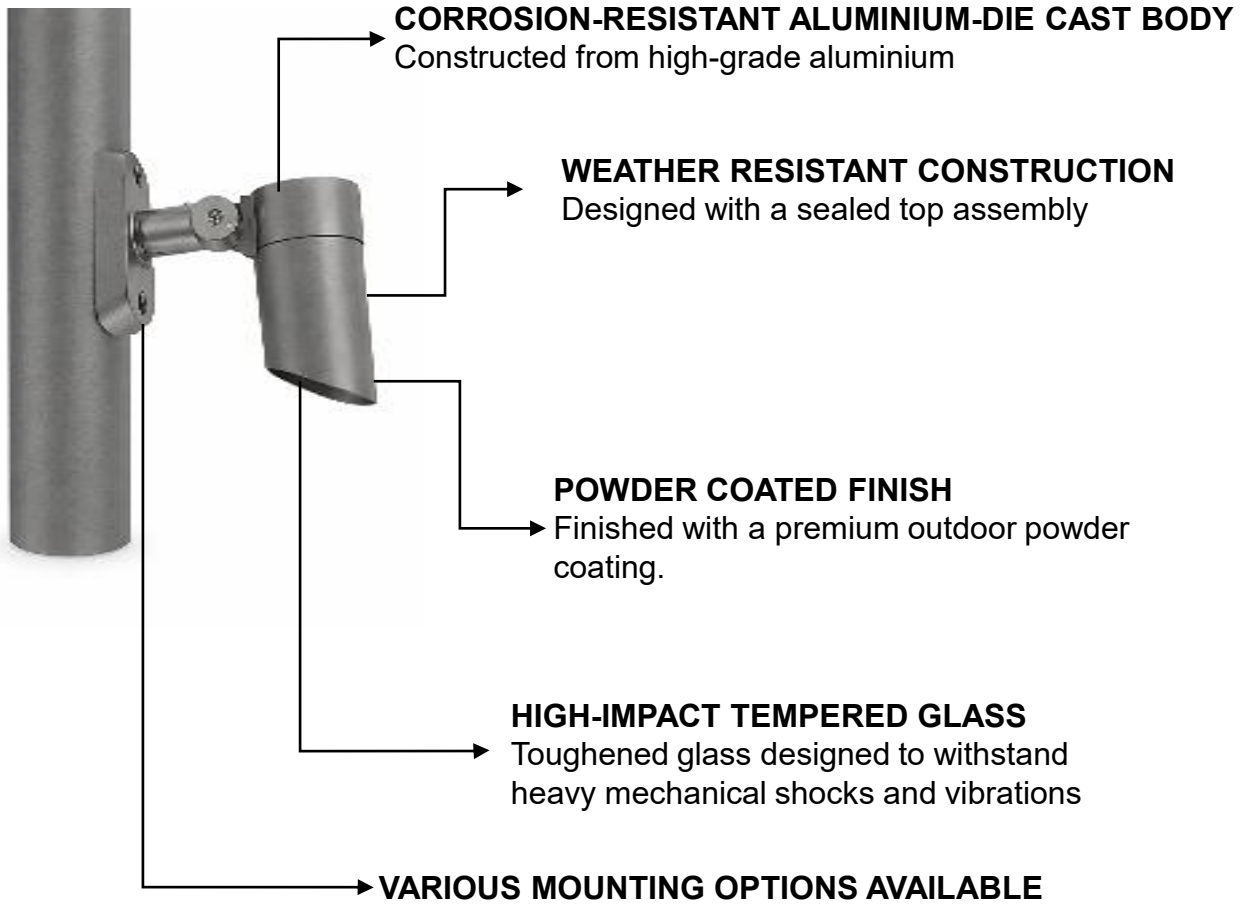 CORROSION-RESISTANT ALUMINIUM-DIE CAST BODY
Constructed from high-grade aluminium
WEATHER RESISTANT CONSTRUCTION
Designed with a sealed top assembly
POWDER COATED FINISH
Finished with a premium outdoor powder
coating.
HIGH-IMPACT TEMPERED GLASS
Toughened glass designed to withstand
heavy mechanical shocks and vibrations
VARIOUS MOUNTING OPTIONS AVAILABLE